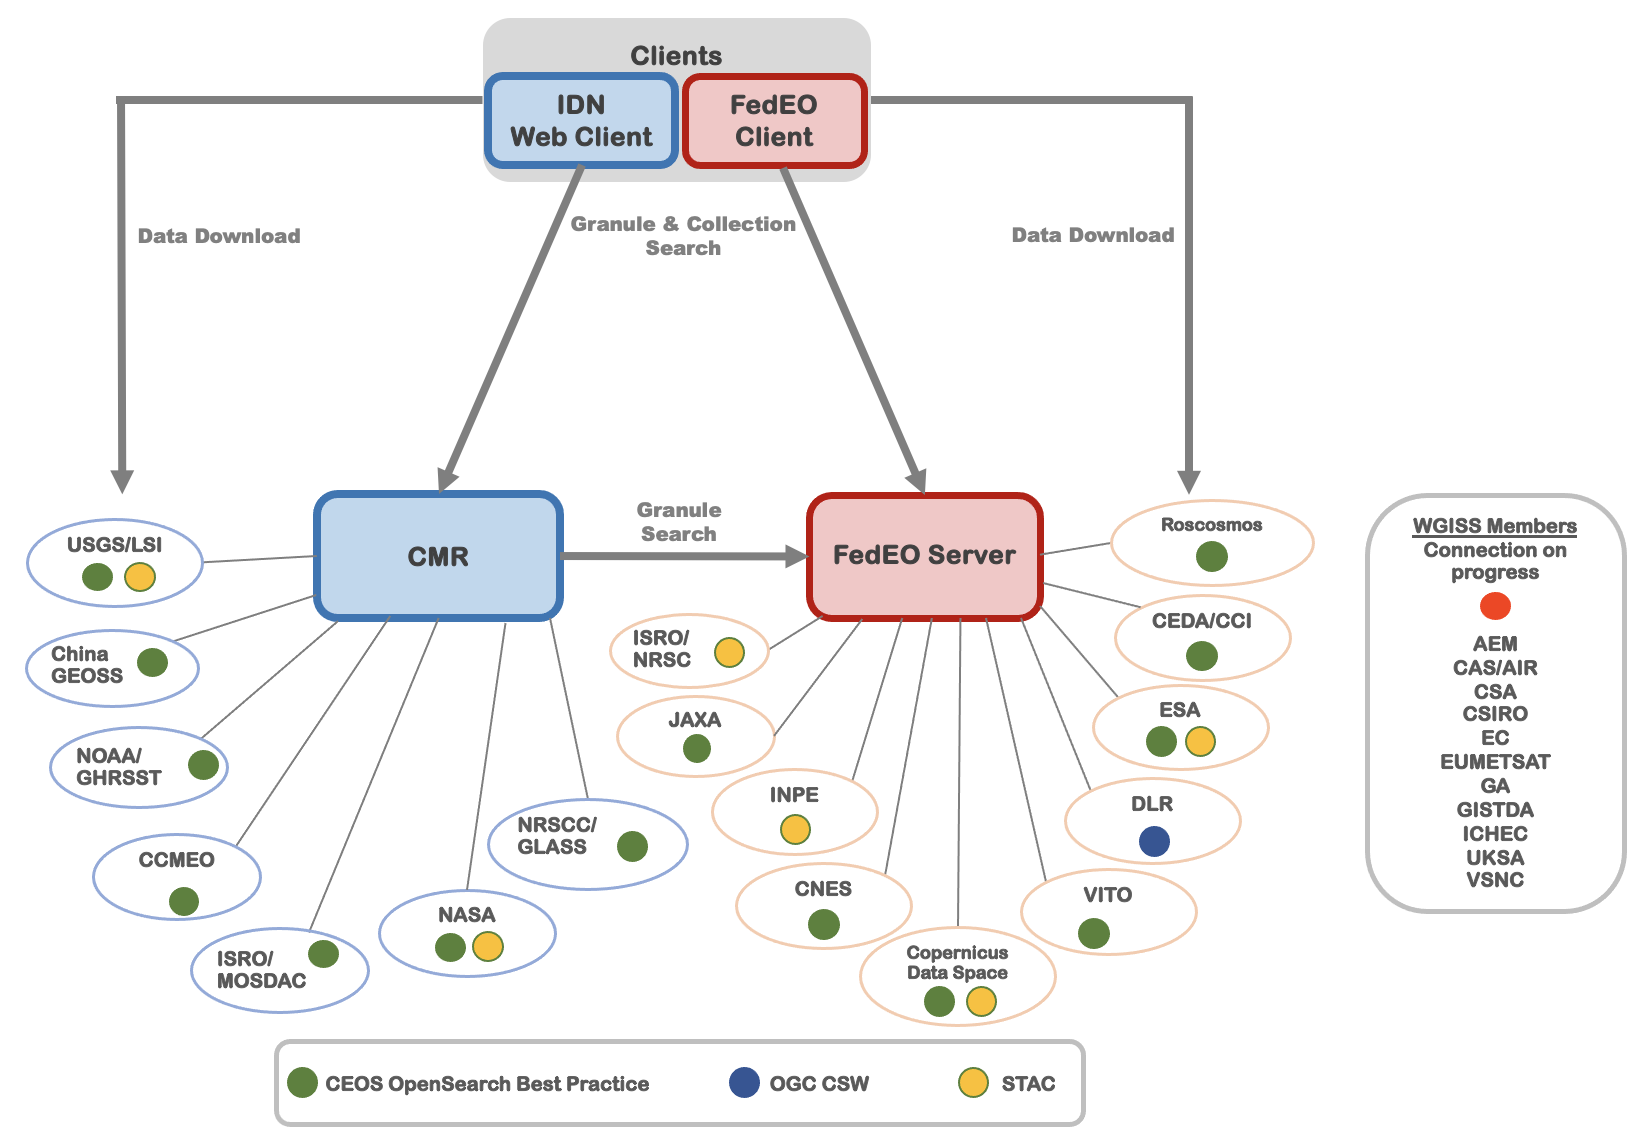 Clients
IDN
Web Client
FedEO
Client
Data Download
Granule & Collection
Search
Data Download
CMR
Granule
Search
FedEO Server
USGS/LSI
China
GEOSS
NOAA/
GHRSST
CCMEO
ISRO/
MOSDAC
NASA
NRSCC/
GLASS
ISRO/
NRSC
JAXA
INPE
CNES
Copernicus
Data Space
VITO
DLR
ESA
CEDA/CCI
Roscosmos
WGISS Members
Connection on
progress
AEM
CAS/AIR
CSA
CSIRO
EC
EUMETSAT
GA
GISTDA
ICHEC
UKSA
VSNC
CEOS OpenSearch Best Practice
OGC CSW
STAC